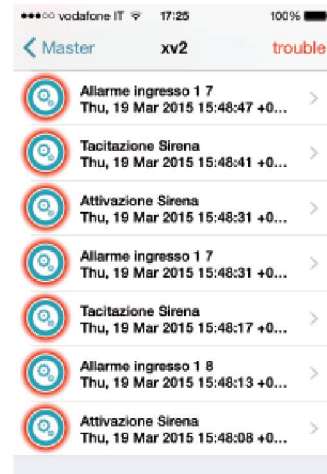 vodafone IT 17:25 100%
Master xv2 trouble
Allarme ingresso 1 7
Thu, 19 Mar 2015 15:48:47 +0...
Tacitazione Sirena
Thu, 19 Mar 2015 15:48:41 +0...
Attivazione Sirena
Thu, 19 Mar 2015 15:48:31 +0...
Allarme ingresso 1 7
Thu, 19 Mar 2015 15:48:31 +0...
Tacitazione Sirena
Thu, 19 Mar 2015 15:48:17 +0...
Allarme ingresso 1 8
Thu, 19 Mar 2015 15:48:13 +0...
Attivazione Sirena
Thu, 19 Mar 2015 15:48:08 +0...